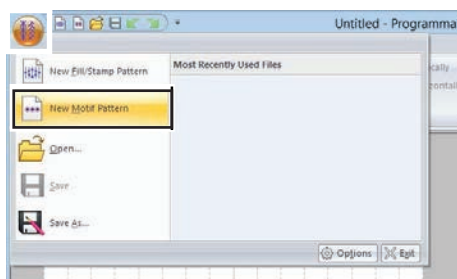 Untitled - Programma
New Fill/Stamp Pattern
Most Recently Used Files
New Motif Pattern
Open...
Save
Save As...
Options
Exit